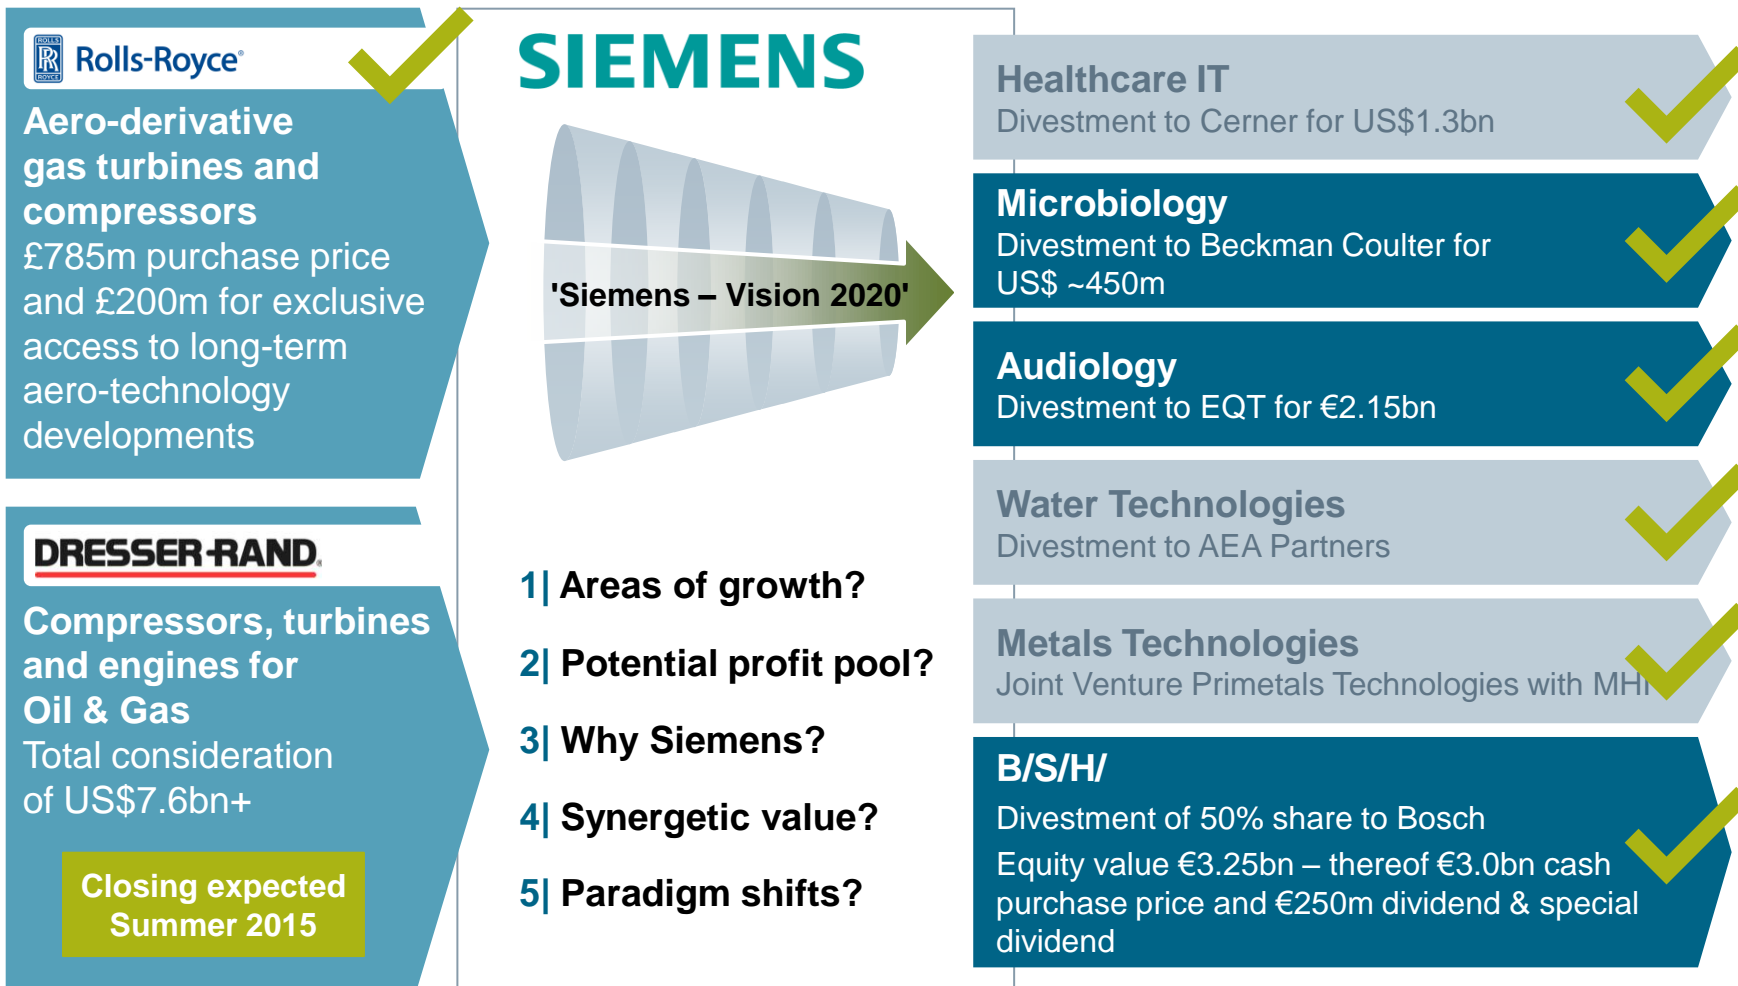 ROLLS
RR
ROYCE
Rolls-Royce®
Aero-derivative
gas turbines and
compressors
£785m purchase price
and £200m for exclusive
access to long-term
aero-technology
developments
DRESSER-RAND®
Compressors, turbines
and engines for
Oil & Gas
Total consideration
of US$7.6bn+
Closing expected
Summer 2015
SIEMENS
'Siemens – Vision 2020'
1| Areas of growth?
2| Potential profit pool?
3| Why Siemens?
4| Synergetic value?
5| Paradigm shifts?
Healthcare IT
Divestment to Cerner for US$1.3bn
Microbiology
Divestment to Beckman Coulter for
US$ ~450m
Audiology
Divestment to EQT for €2.15bn
Water Technologies
Divestment to AEA Partners
Metals Technologies
Joint Venture Primetals Technologies with MHI
B/S/H/
Divestment of 50% share to Bosch
Equity value €3.25bn – thereof €3.0bn cash
purchase price and €250m dividend & special
dividend